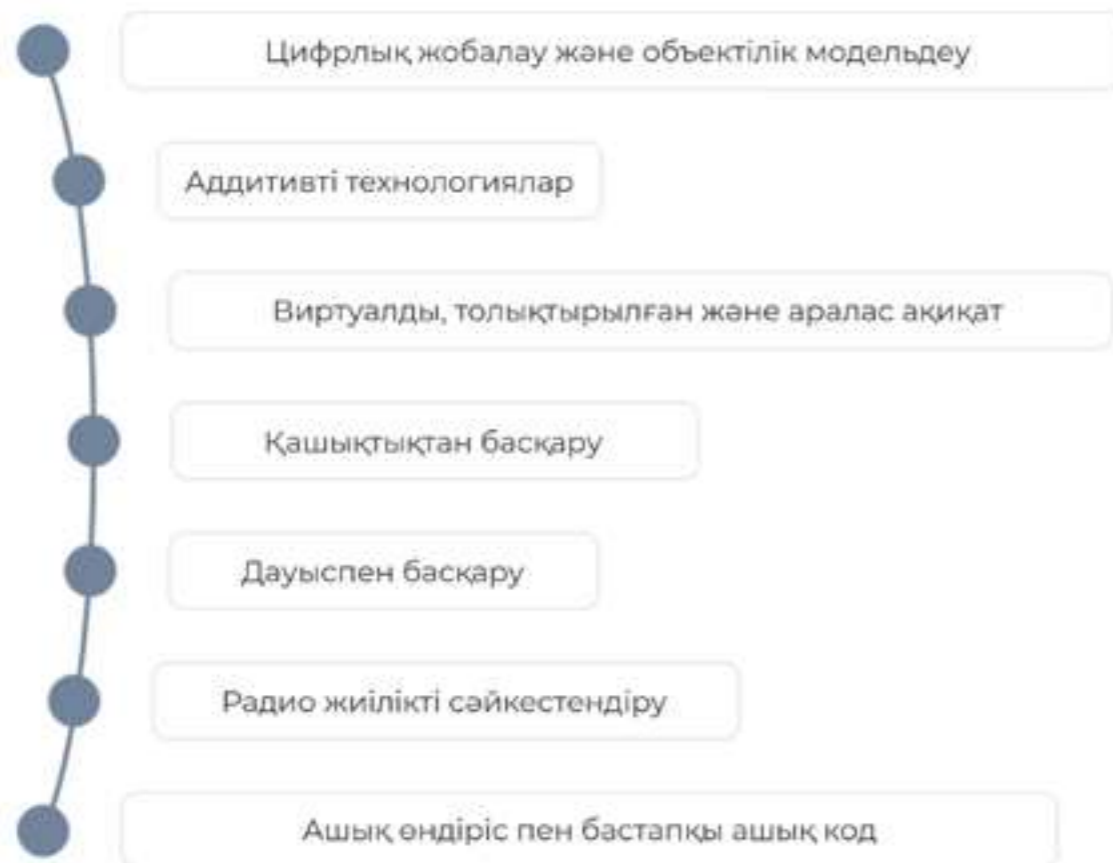 Цифрлық жобалау және объектілік модельдеу
Аддитивті технологиялар
Виртуалды, толықтырылған және аралас ақиқат
Қашықтықтан басқару
Дауыспен басқару
Радио жиілікті сәйкестендіру
Ашық өндіріс пен бастапқы ашық код